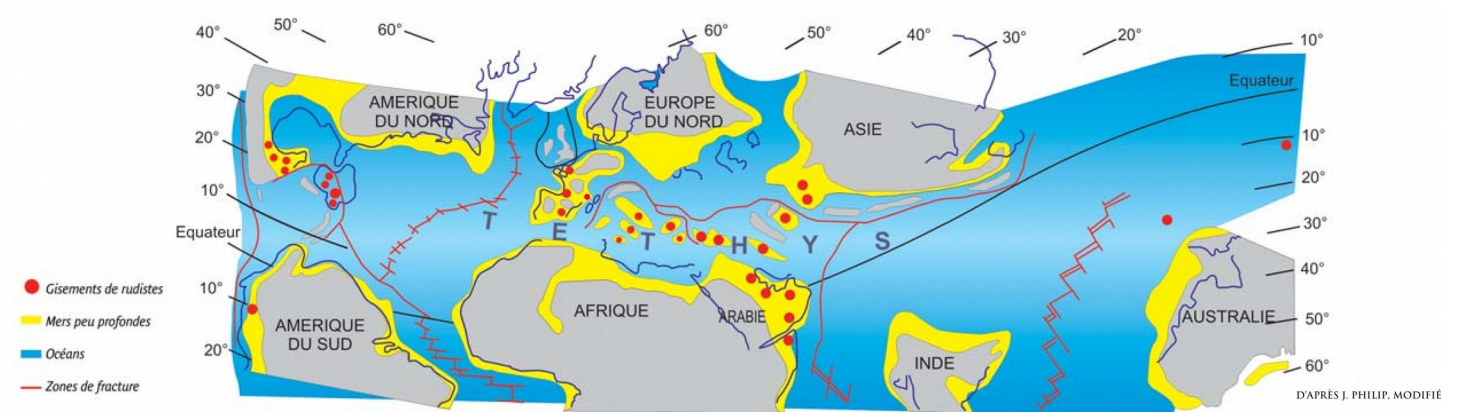 40°
50°
60°
60°
50°
40°
30°
20°
10°
30°
20°
10°
Equateur
10°
20°
AMERIQUE
DU NORD
EUROPE
DU NORD
ASIE
Equateur
10°
20°
30°
40°
50°
60°
T E T H Y S
AMERIQUE
DU SUD
AFRIQUE
ARABIE
INDE
AUSTRALIE
Gisements de rudistes
Mers peu profondes
Océans
Zones de fracture
D'APRÈS J. PHILIP, MODIFIÉ